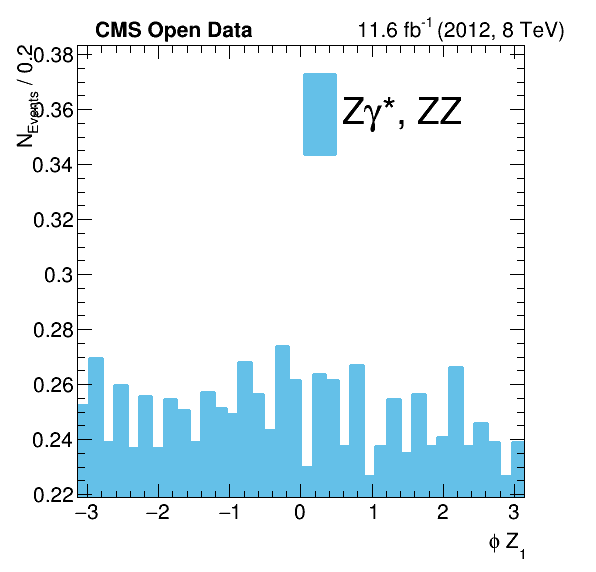 CMS Open Data 11.6 fb⁻¹ (2012, 8 TeV)
N_Events / 0.2
0.38
0.36
0.34
0.32
0.3
0.28
0.26
0.24
0.22
Zγ*, ZZ
−3 −2 −1 0 1 2 3
ϕ Z₁